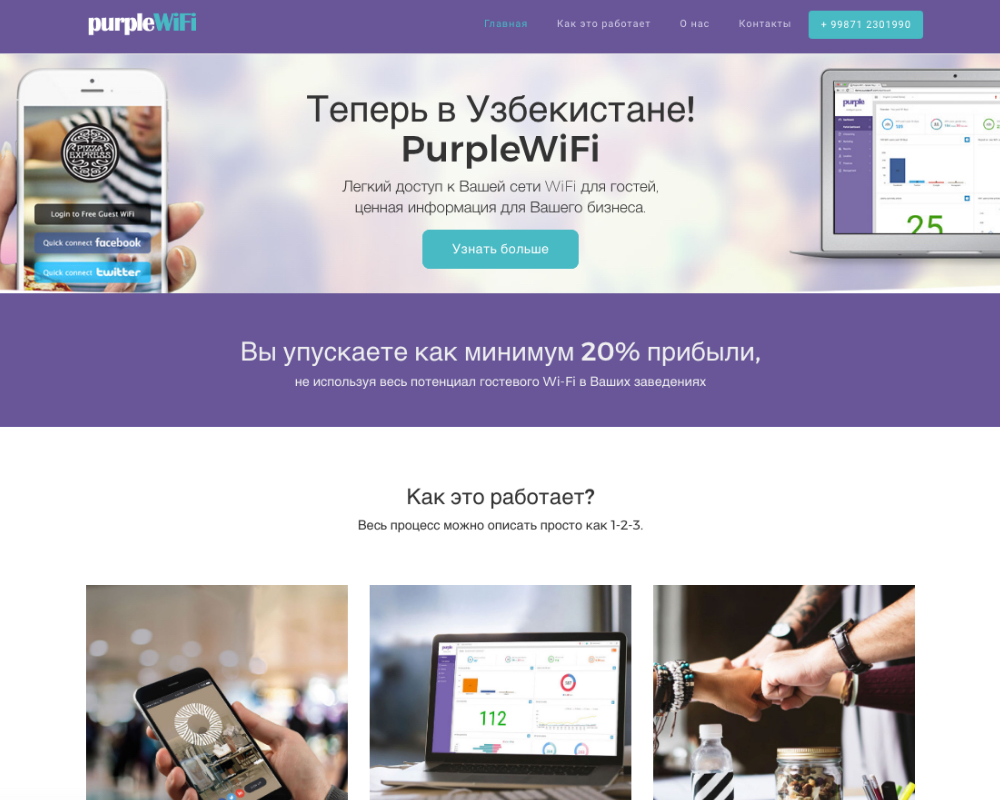 purpleWiFi
Главная
Как это работает
О нас
Контакты
+ 99871 2301990
Теперь в Узбекистане!
PurpleWiFi
Легкий доступ к Вашей сети WiFi для гостей,
ценная информация для Вашего бизнеса.
Узнать больше
PIZZA
EXPRESS
Login to Free Guest WiFi
Quick connect facebook
Quick connect twitter
purple
25
Вы упускаете как минимум 20% прибыли,
не используя весь потенциал гостевого Wi-Fi в Ваших заведениях
Как это работает?
Весь процесс можно описать просто как 1-2-3.
purple
112